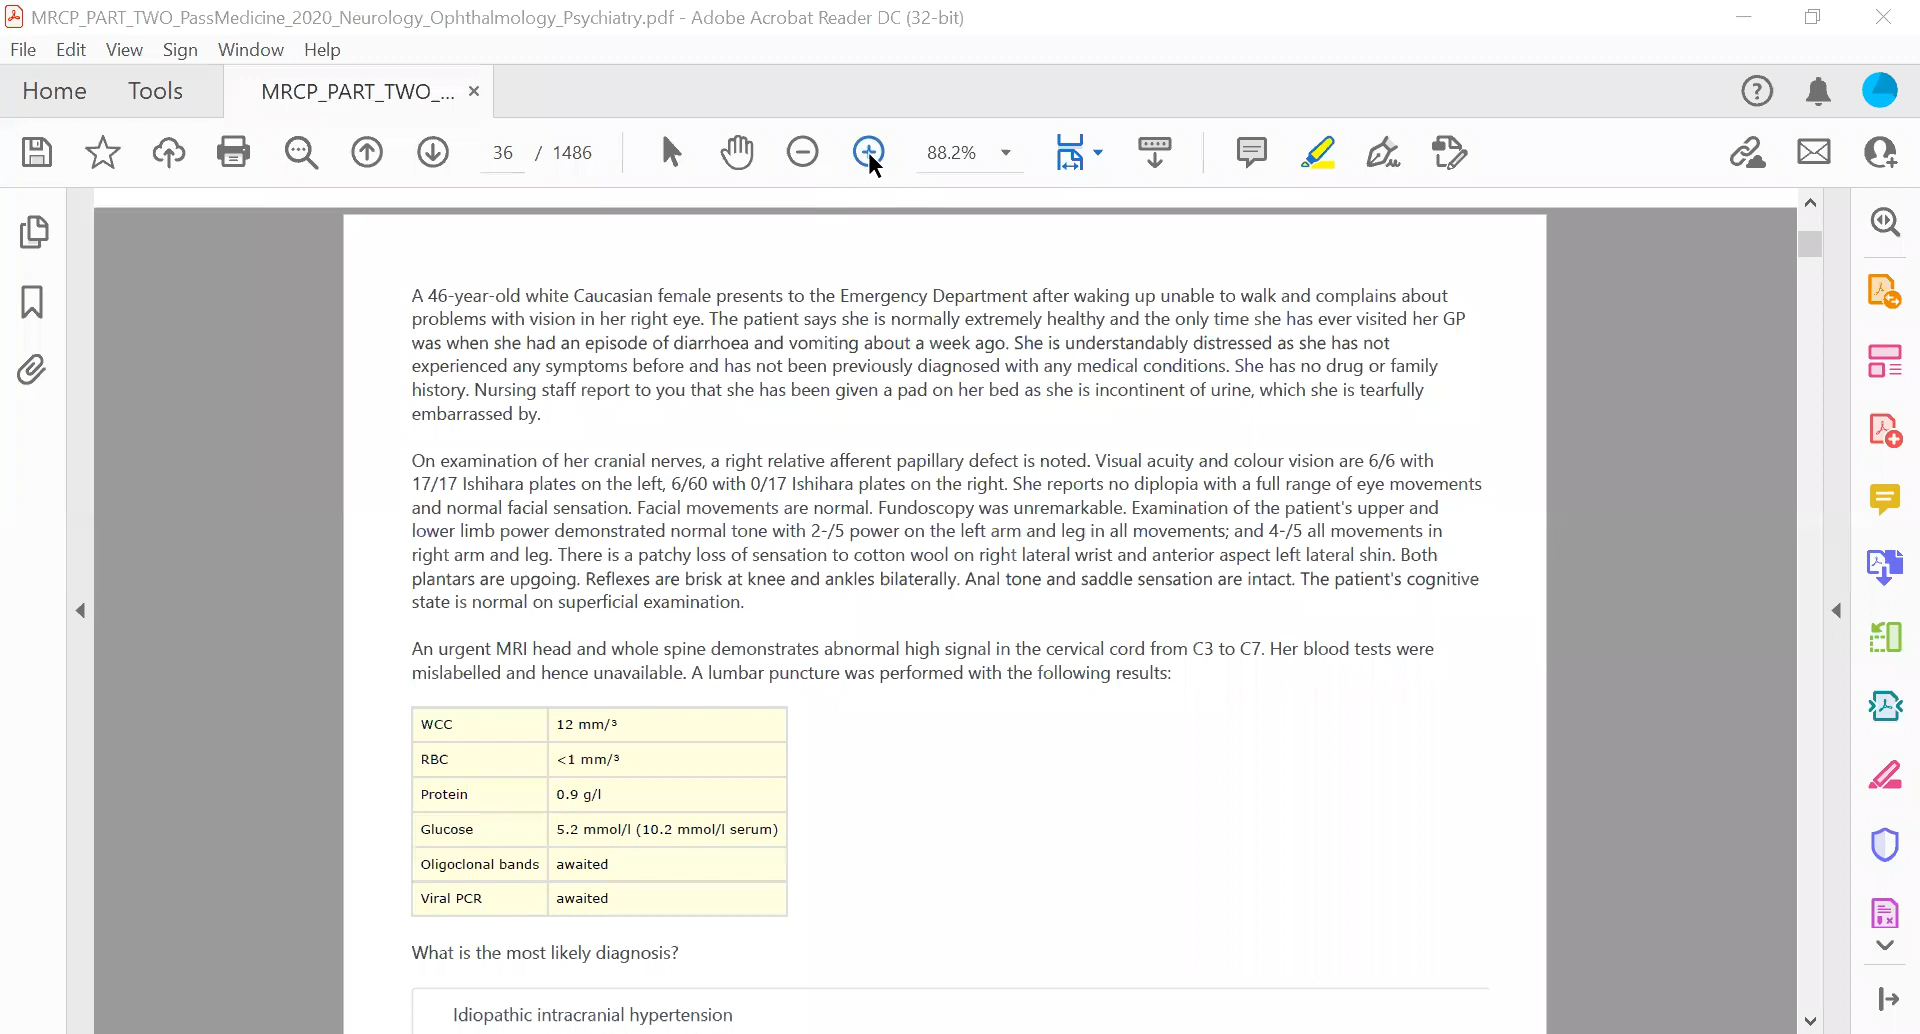 MRCP_PART_TWO_PassMedicine_2020_Neurology_Ophthalmology_Psychiatry.pdf - Adobe Acrobat Reader DC (32-bit)
File Edit View Sign Window Help
Home Tools MRCP_PART_TWO_... ×
36 / 1486 88.2%
A 46-year-old white Caucasian female presents to the Emergency Department after waking up unable to walk and complains about
problems with vision in her right eye. The patient says she is normally extremely healthy and the only time she has ever visited her GP
was when she had an episode of diarrhoea and vomiting about a week ago. She is understandably distressed as she has not
experienced any symptoms before and has not been previously diagnosed with any medical conditions. She has no drug or family
history. Nursing staff report to you that she has been given a pad on her bed as she is incontinent of urine, which she is tearfully
embarrassed by.
On examination of her cranial nerves, a right relative afferent papillary defect is noted. Visual acuity and colour vision are 6/6 with
17/17 Ishihara plates on the left, 6/60 with 0/17 Ishihara plates on the right. She reports no diplopia with a full range of eye movements
and normal facial sensation. Facial movements are normal. Fundoscopy was unremarkable. Examination of the patient's upper and
lower limb power demonstrated normal tone with 2-/5 power on the left arm and leg in all movements; and 4-/5 all movements in
right arm and leg. There is a patchy loss of sensation to cotton wool on right lateral wrist and anterior aspect left lateral shin. Both
plantars are upgoing. Reflexes are brisk at knee and ankles bilaterally. Anal tone and saddle sensation are intact. The patient's cognitive
state is normal on superficial examination.
An urgent MRI head and whole spine demonstrates abnormal high signal in the cervical cord from C3 to C7. Her blood tests were
mislabelled and hence unavailable. A lumbar puncture was performed with the following results:
WCC 12 mm/³
RBC <1 mm/³
Protein 0.9 g/l
Glucose 5.2 mmol/l (10.2 mmol/l serum)
Oligoclonal bands awaited
Viral PCR awaited
What is the most likely diagnosis?
Idiopathic intracranial hypertension